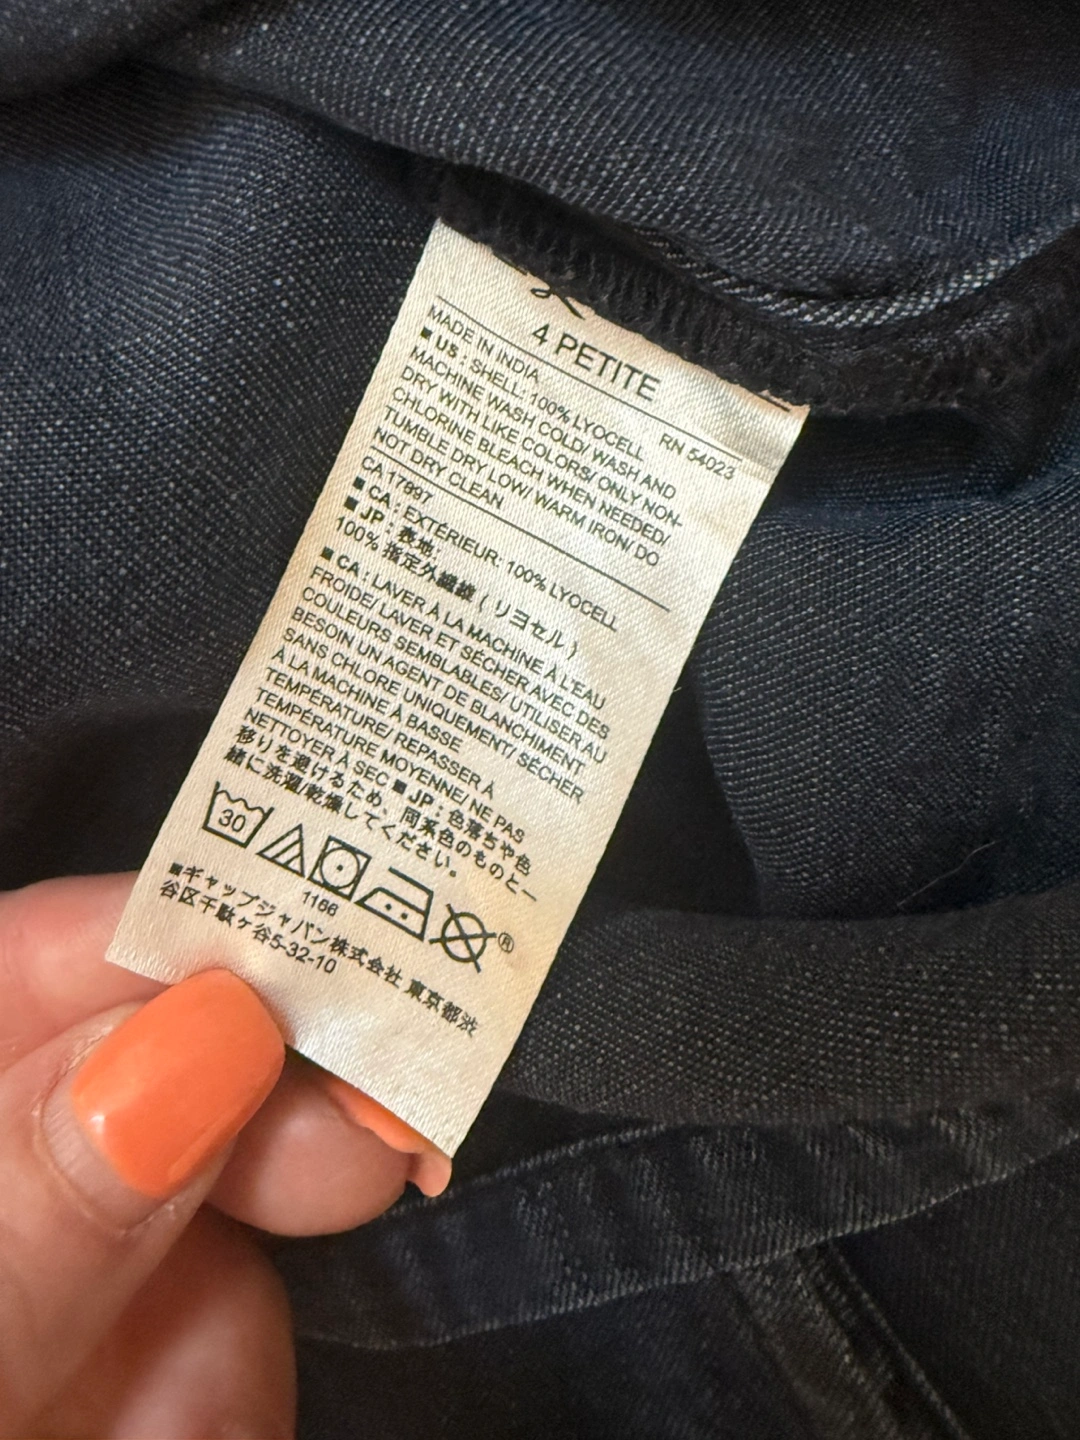 4 PETITE
MADE IN INDIA RN 54023
■ US : SHELL: 100% LYOCELL
MACHINE WASH COLD/ WASH AND
DRY WITH LIKE COLORS/ ONLY NON-
CHLORINE BLEACH WHEN NEEDED/
TUMBLE DRY LOW/ WARM IRON/ DO
NOT DRY CLEAN
CA 17897
■ CA : EXTÉRIEUR: 100% LYOCELL
■ JP : 表地:
100% 指定外繊維 ( リヨセル )
■ CA : LAVER À LA MACHINE À L'EAU
FROIDE/ LAVER ET SÉCHER AVEC DES
COULEURS SEMBLABLES/ UTILISER AU
BESOIN UN AGENT DE BLANCHIMENT
SANS CHLORE UNIQUEMENT/ SÉCHER
À LA MACHINE À BASSE
TEMPÉRATURE/ REPASSER À
TEMPÉRATURE MOYENNE/ NE PAS
NETTOYER À SEC ■ JP : 色落ちや色
移りを避けるため、同系色のものと一
緒に洗濯/乾燥してください。
30
®
1166
■ギャップジャパン株式会社 東京都渋
谷区千駄ヶ谷5-32-10